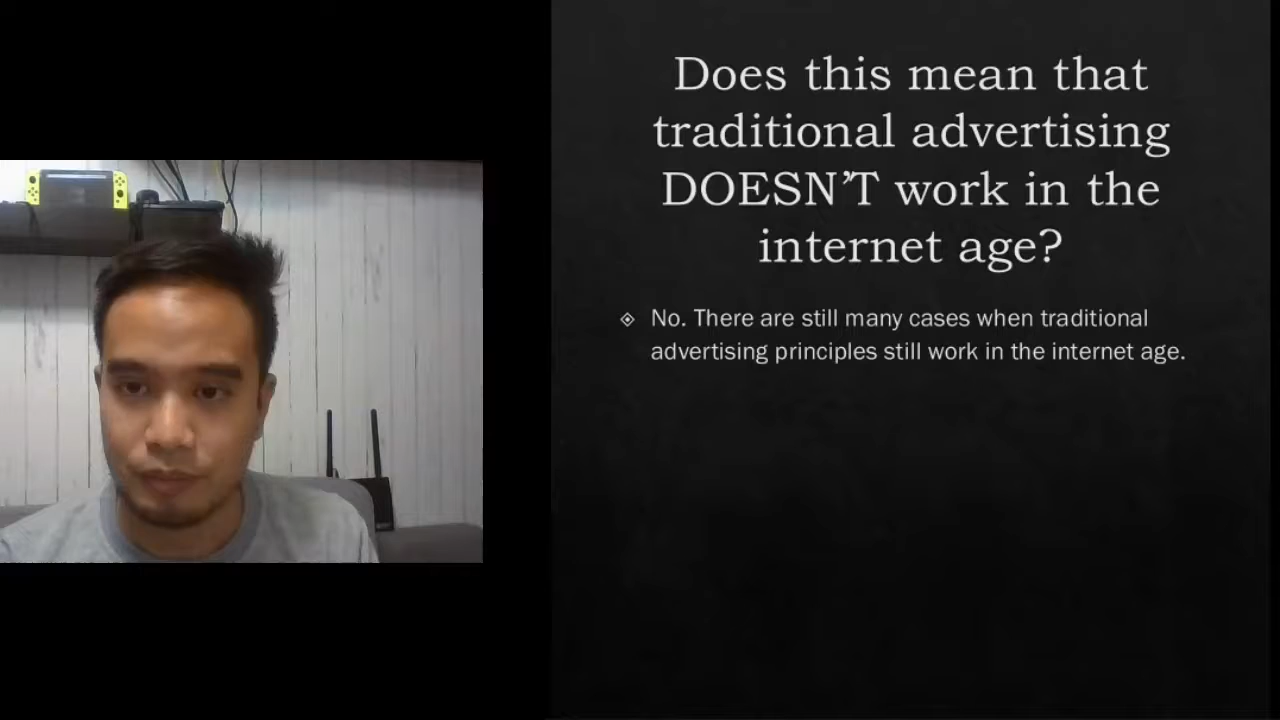 Does this mean that
traditional advertising
DOESN’T work in the
internet age?
No. There are still many cases when traditional
advertising principles still work in the internet age.